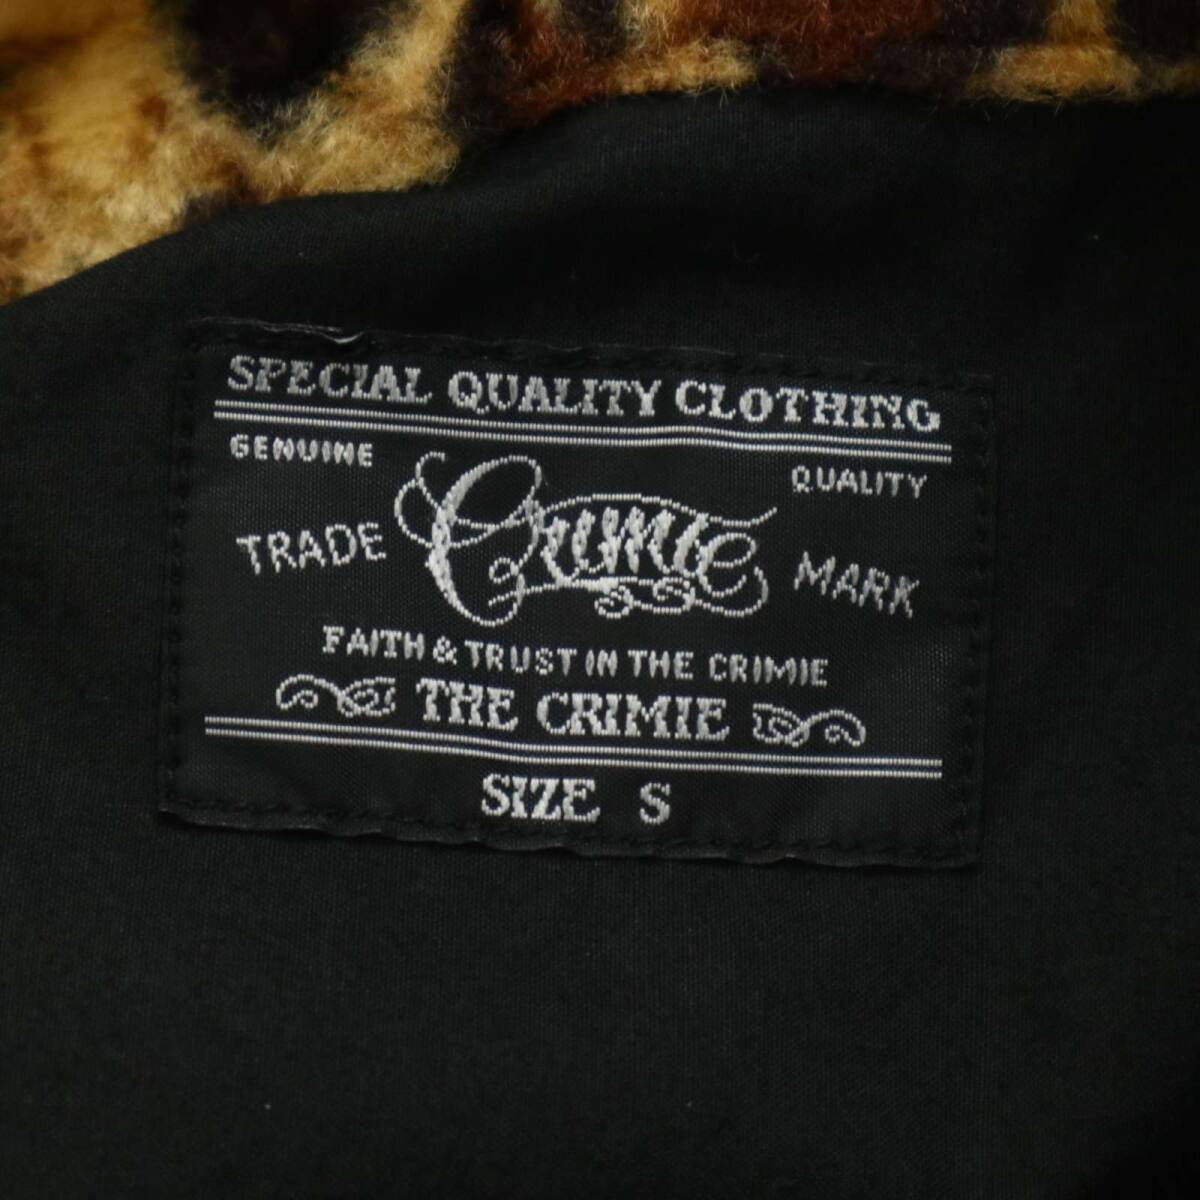 SPECIAL QUALITY CLOTHING
GENUINE QUALITY
TRADE Crimie MARK
FAITH & TRUST IN THE CRIMIE
THE CRIMIE
SIZE S